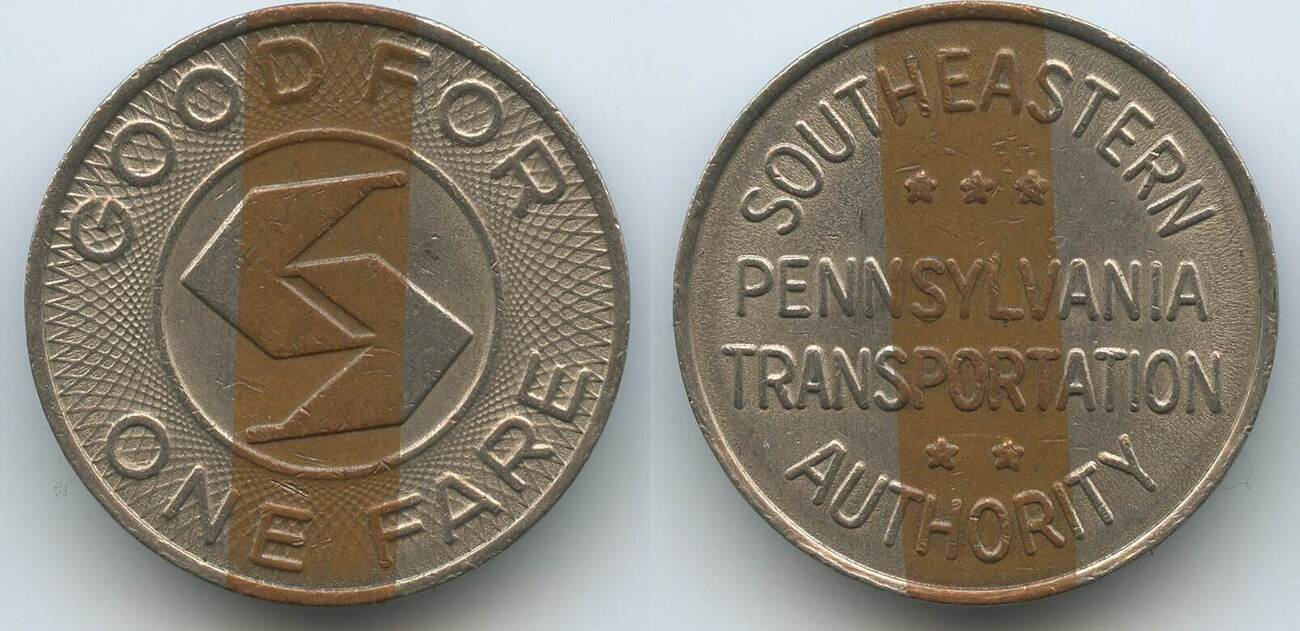 GOOD FOR
ONE FARE
SOUTHEASTERN
PENNSYLVANIA
TRANSPORTATION
AUTHORITY